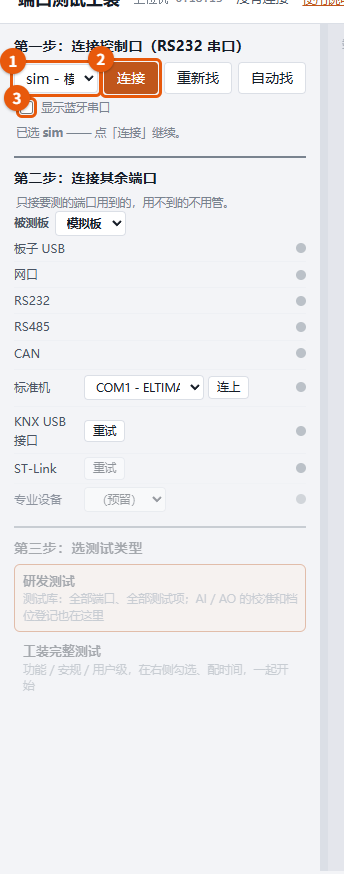 第一步：连接控制口（RS232 串口）
1
2
sim - 模
连接
重新找
自动找
3
显示蓝牙串口
已选 sim —— 点「连接」继续。
第二步：连接其余端口
只接要测的端口用到的，用不到的不用管。
被测板
模拟板
板子 USB
网口
RS232
RS485
CAN
标准机
COM1 - ELTIMA
连上
KNX USB
接口
重试
ST-Link
重试
专业设备
（预留）
第三步：选测试类型
研发测试
测试库：全部端口、全部测试项；AI / AO 的校准和档
位登记也在这里
工装完整测试
功能 / 安规 / 用户级，在右侧勾选、配时间，一起开
始